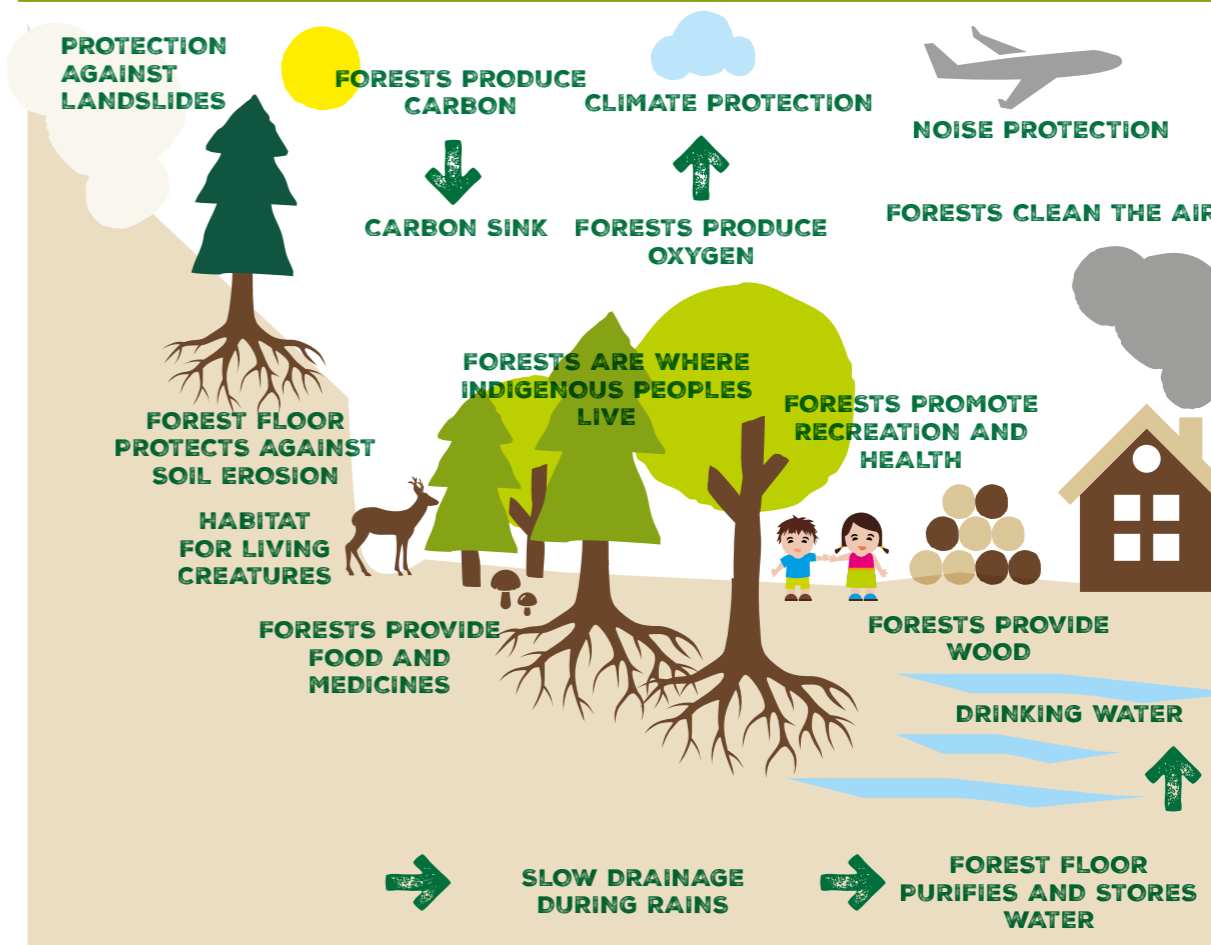 PROTECTION
AGAINST
LANDSLIDES
FORESTS PRODUCE
CARBON
CLIMATE PROTECTION
NOISE PROTECTION
CARBON SINK
FORESTS PRODUCE
OXYGEN
FORESTS CLEAN THE AIR
FORESTS ARE WHERE
INDIGENOUS PEOPLES
LIVE
FORESTS PROMOTE
RECREATION AND
HEALTH
FOREST FLOOR
PROTECTS AGAINST
SOIL EROSION
HABITAT
FOR LIVING
CREATURES
FORESTS PROVIDE
FOOD AND
MEDICINES
FORESTS PROVIDE
WOOD
DRINKING WATER
SLOW DRAINAGE
DURING RAINS
FOREST FLOOR
PURIFIES AND STORES
WATER